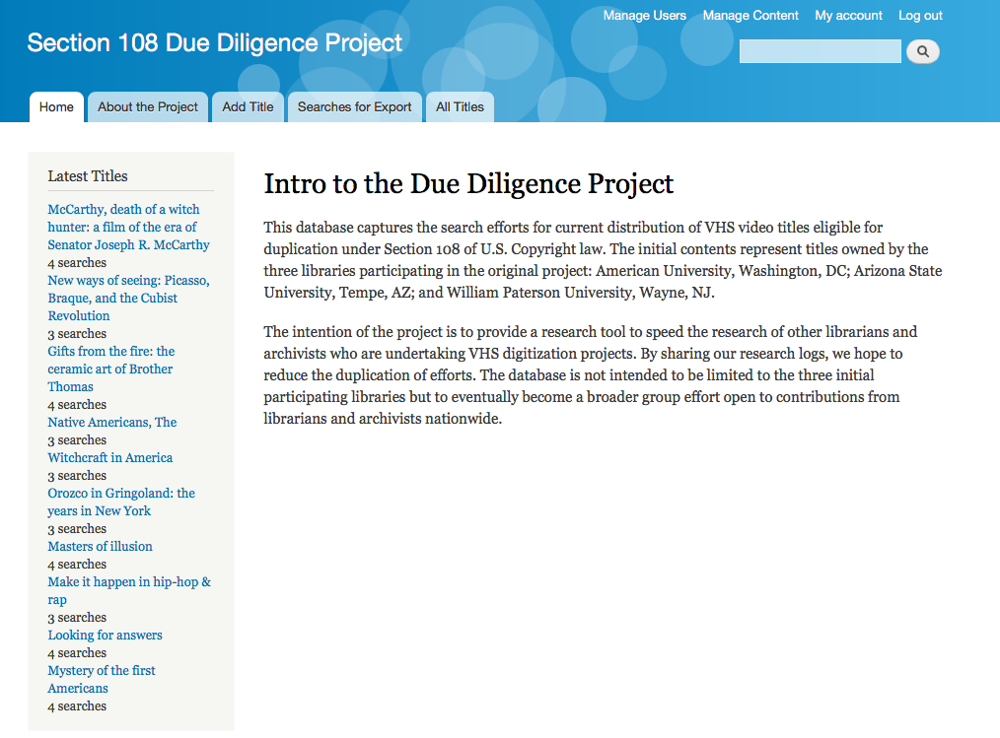 Manage Users Manage Content My account Log out
Section 108 Due Diligence Project
Home About the Project Add Title Searches for Export All Titles
Latest Titles
McCarthy, death of a witch
hunter: a film of the era of
Senator Joseph R. McCarthy
4 searches
New ways of seeing: Picasso,
Braque, and the Cubist
Revolution
3 searches
Gifts from the fire: the
ceramic art of Brother
Thomas
4 searches
Native Americans, The
3 searches
Witchcraft in America
3 searches
Orozco in Gringoland: the
years in New York
3 searches
Masters of illusion
4 searches
Make it happen in hip-hop &
rap
3 searches
Looking for answers
4 searches
Mystery of the first
Americans
4 searches
Intro to the Due Diligence Project
This database captures the search efforts for current distribution of VHS video titles eligible for
duplication under Section 108 of U.S. Copyright law. The initial contents represent titles owned by the
three libraries participating in the original project: American University, Washington, DC; Arizona State
University, Tempe, AZ; and William Paterson University, Wayne, NJ.
The intention of the project is to provide a research tool to speed the research of other librarians and
archivists who are undertaking VHS digitization projects. By sharing our research logs, we hope to
reduce the duplication of efforts. The database is not intended to be limited to the three initial
participating libraries but to eventually become a broader group effort open to contributions from
librarians and archivists nationwide.